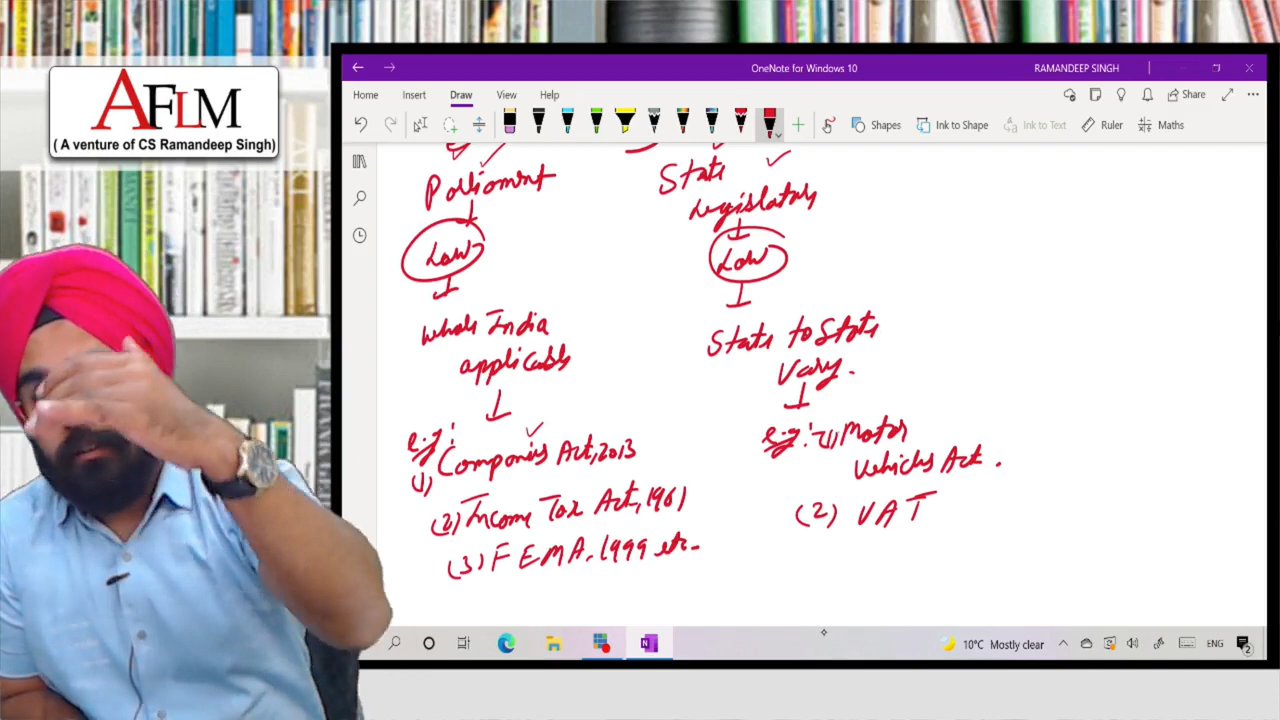 AFLM
( A venture of CS Ramandeep Singh)
OneNote for Windows 10
RAMANDEEP SINGH
Home
Insert
Draw
View
Help
Share
Shapes
Ink to Shape
Ink to Text
Ruler
Maths
Parliament
Law
Whole India
applicable
e.g:
(1) Companies Act, 2013
(2) Income Tax Act, 1961
(3) FEMA, 1999 etc.
State
Legislature
Law
State to State
Vary.
e.g: (1) Motor
Vehicles Act.
(2) VAT
10°C Mostly clear
ENG
2